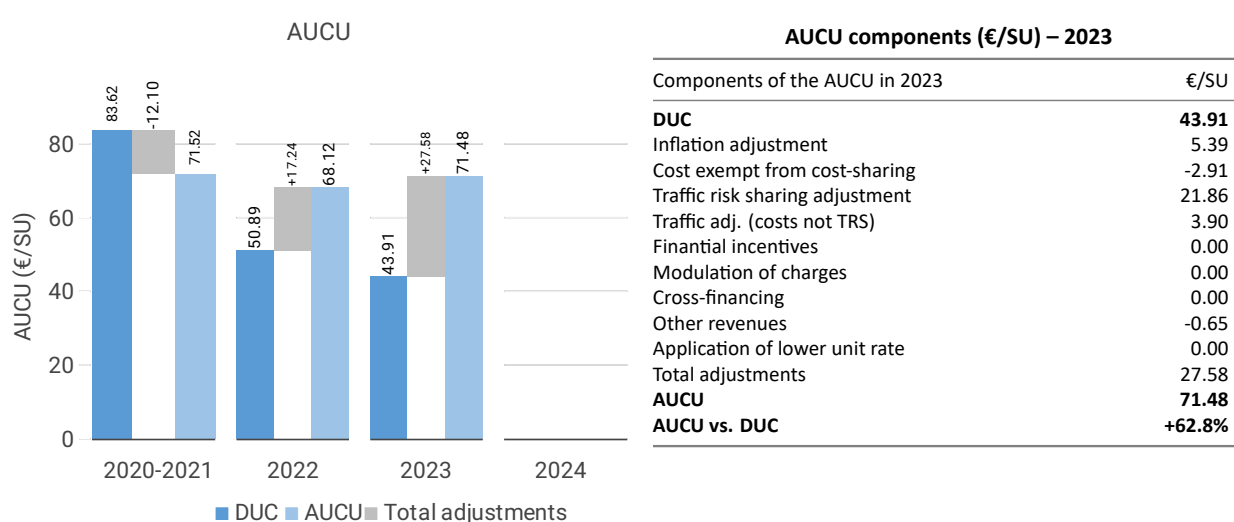 AUCU
AUCU (€/SU)
80
60
40
20
0
83.62
-12.10
71.52
50.89
+17.24
68.12
43.91
+27.58
71.48
2020-2021
2022
2023
2024
DUC
AUCU
Total adjustments
AUCU components (€/SU) – 2023
Components of the AUCU in 2023 €/SU
DUC 43.91
Inflation adjustment 5.39
Cost exempt from cost-sharing -2.91
Traffic risk sharing adjustment 21.86
Traffic adj. (costs not TRS) 3.90
Finantial incentives 0.00
Modulation of charges 0.00
Cross-financing 0.00
Other revenues -0.65
Application of lower unit rate 0.00
Total adjustments 27.58
AUCU 71.48
AUCU vs. DUC +62.8%